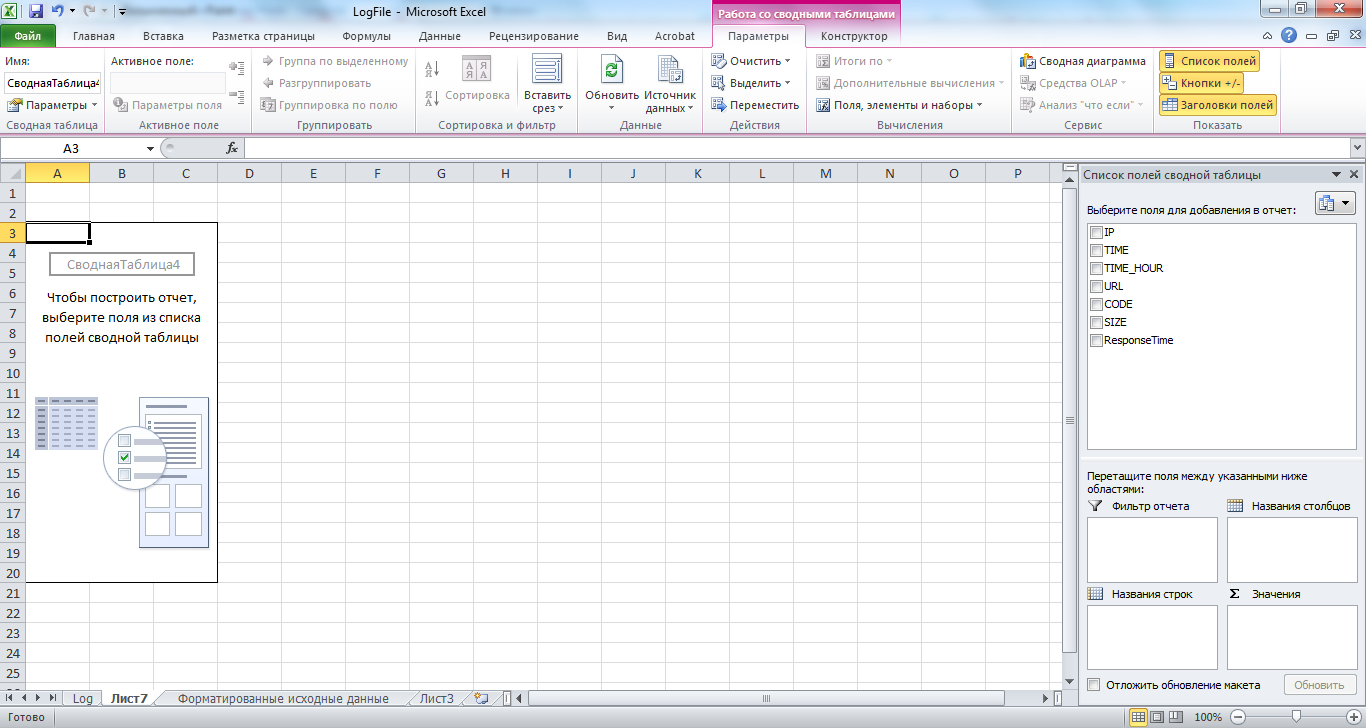 LogFile - Microsoft Excel
Работа со сводными таблицами
Файл Главная Вставка Разметка страницы Формулы Данные Рецензирование Вид Acrobat Параметры Конструктор
Имя:
СводнаяТаблица4
Параметры
Сводная таблица
Активное поле:
Параметры поля
Активное поле
Группа по выделенному
Разгруппировать
Группировка по полю
Группировать
А
Я
Я
А
А Я
Я А
Сортировка
Вставить
срез
Сортировка и фильтр
Обновить
Источник
данных
Данные
Очистить
Выделить
Переместить
Действия
Итоги по
Дополнительные вычисления
Поля, элементы и наборы
Вычисления
Сводная диаграмма
Средства OLAP
Анализ "что если"
Сервис
Список полей
Кнопки +/-
Заголовки полей
Показать
A3
fx
A B C D E F G H I J K L M N O P
1
2
3
4
5
6
7
8
9
10
11
12
13
14
15
16
17
18
19
20
21
22
23
24
25
СводнаяТаблица4
Чтобы построить отчет,
выберите поля из списка
полей сводной таблицы
Список полей сводной таблицы
Выберите поля для добавления в отчет:
IP
TIME
TIME_HOUR
URL
CODE
SIZE
ResponseTime
Перетащите поля между указанными ниже
областями:
Фильтр отчета
Названия столбцов
Названия строк
Σ Значения
Отложить обновление макета
Обновить
Log Лист7 Форматированные исходные данные Лист3
Готово
100%